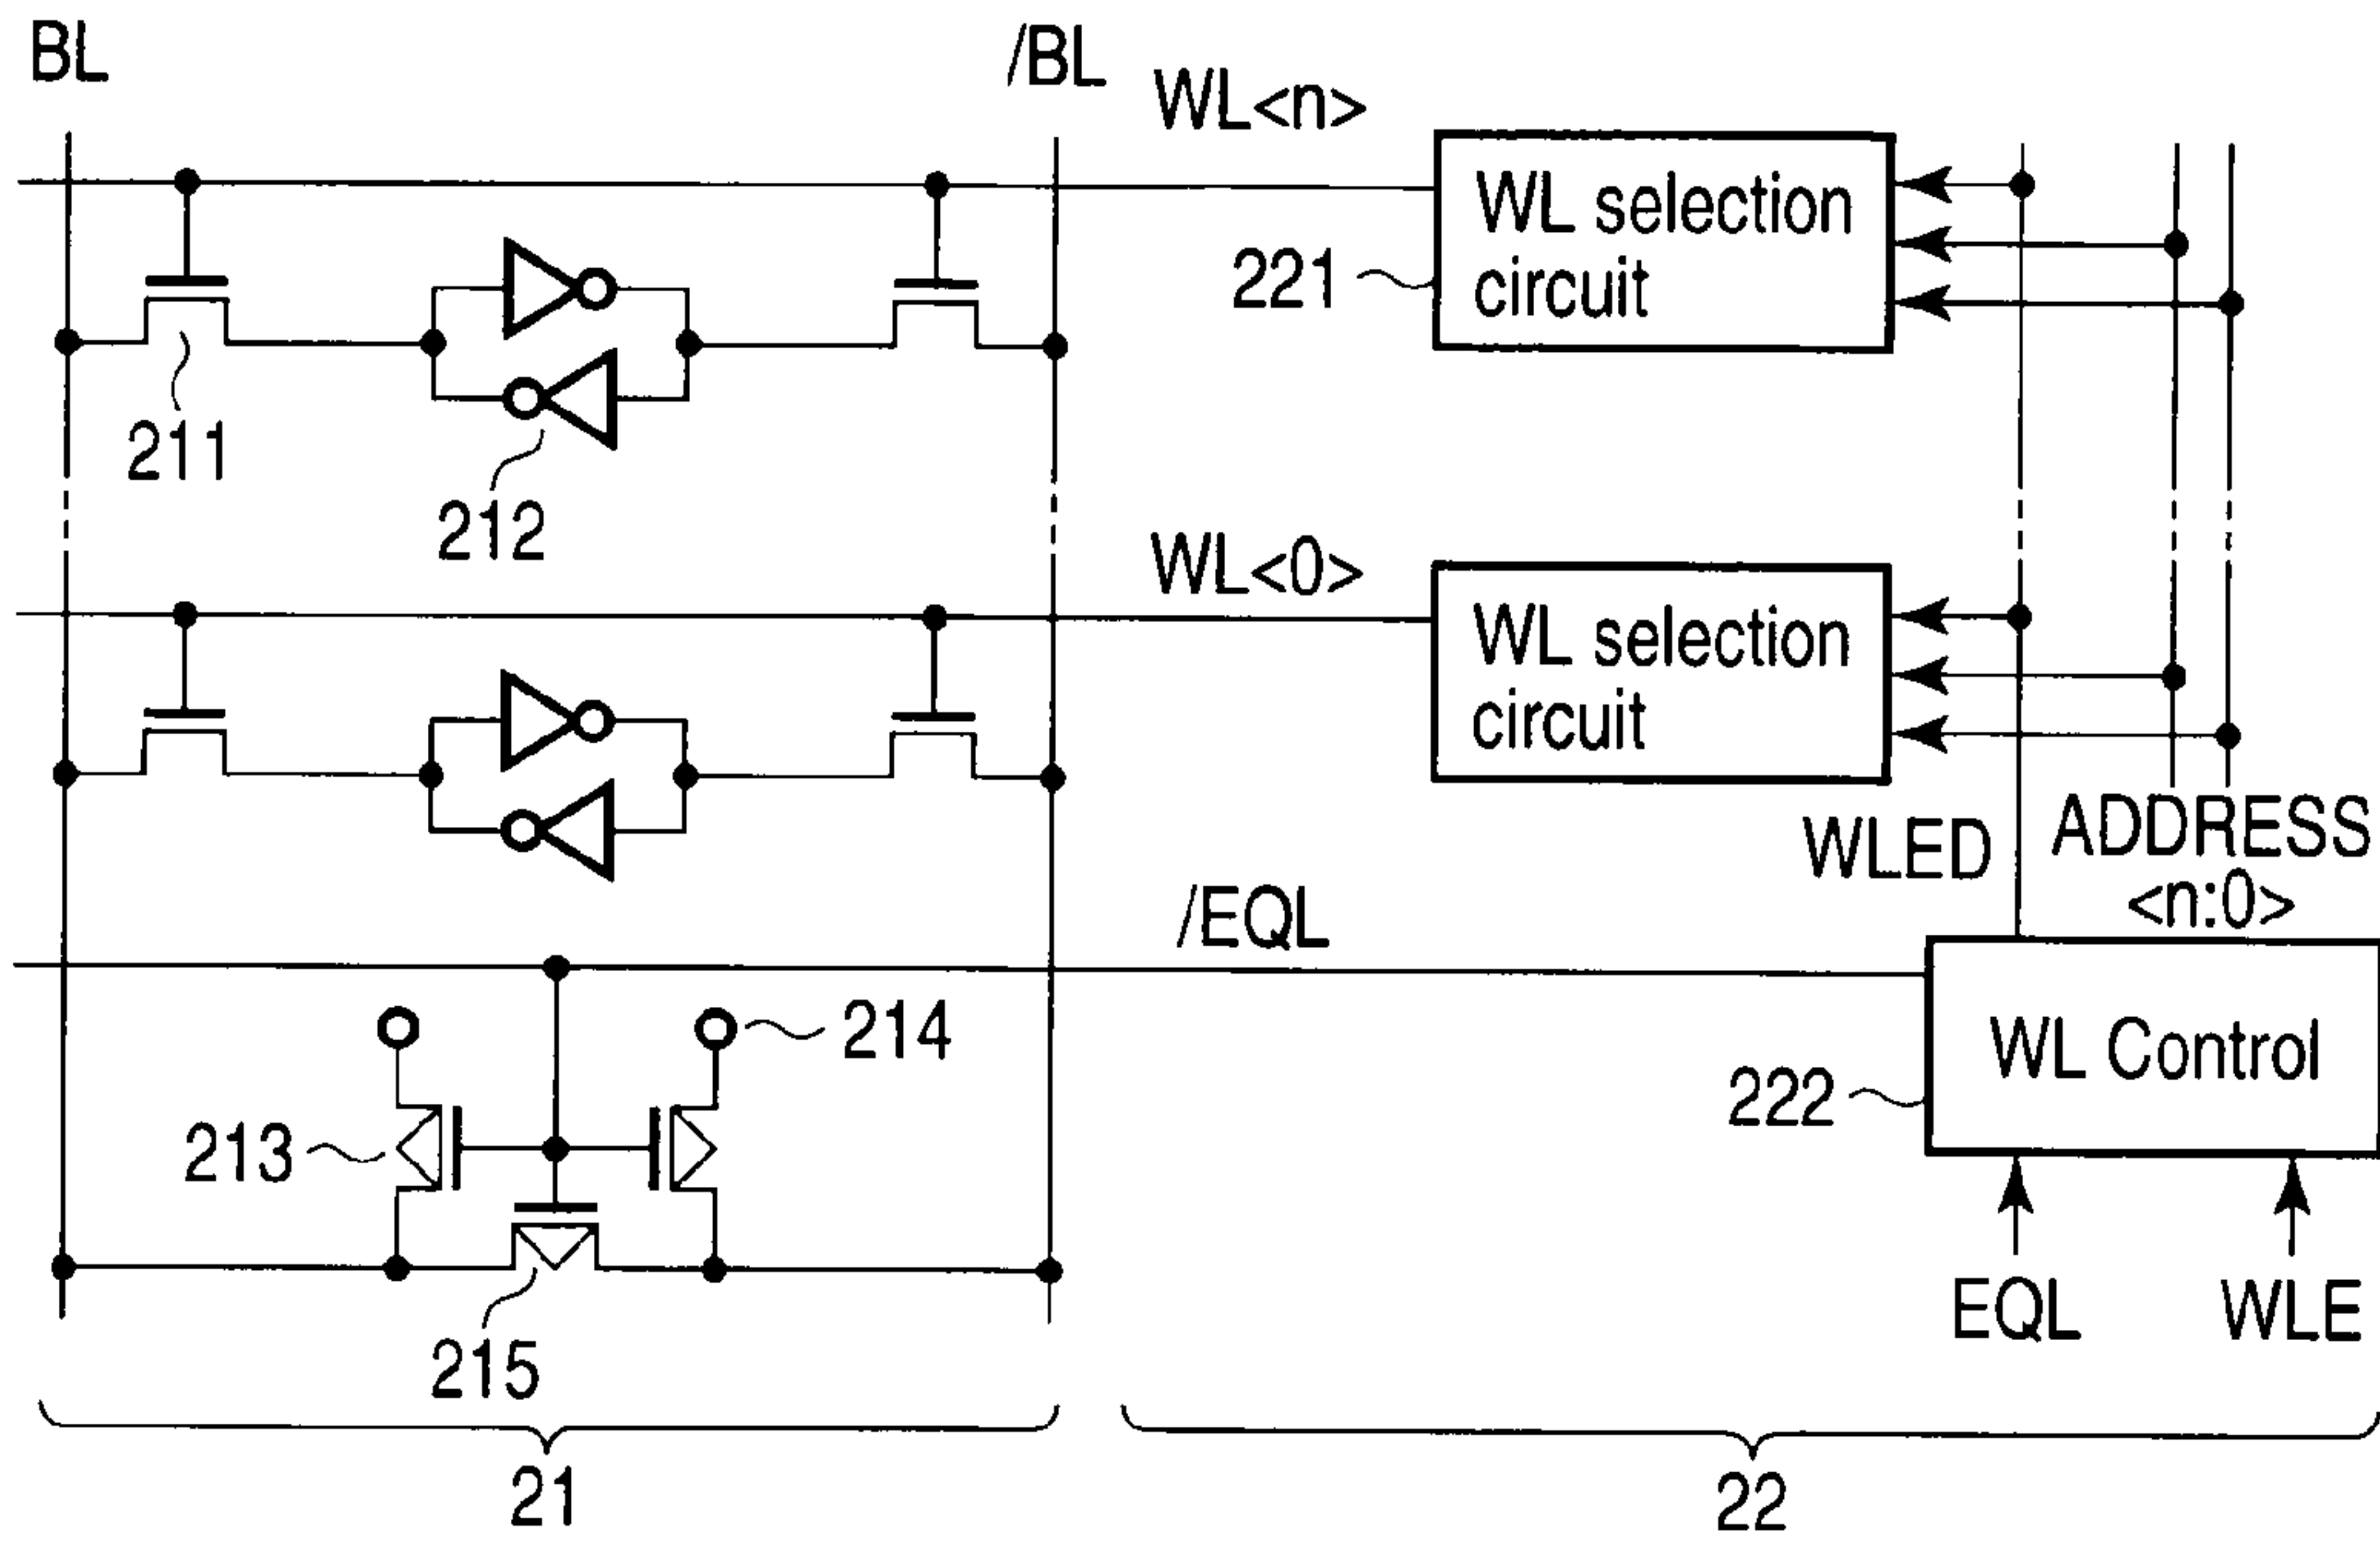 BL
/BL
WL<n>
WL selection
circuit
221
211
212
WL<0>
WL selection
circuit
WLED
ADDRESS
<n:0>
/EQL
214
WL Control
213
222
215
EQL
WLE
21
22